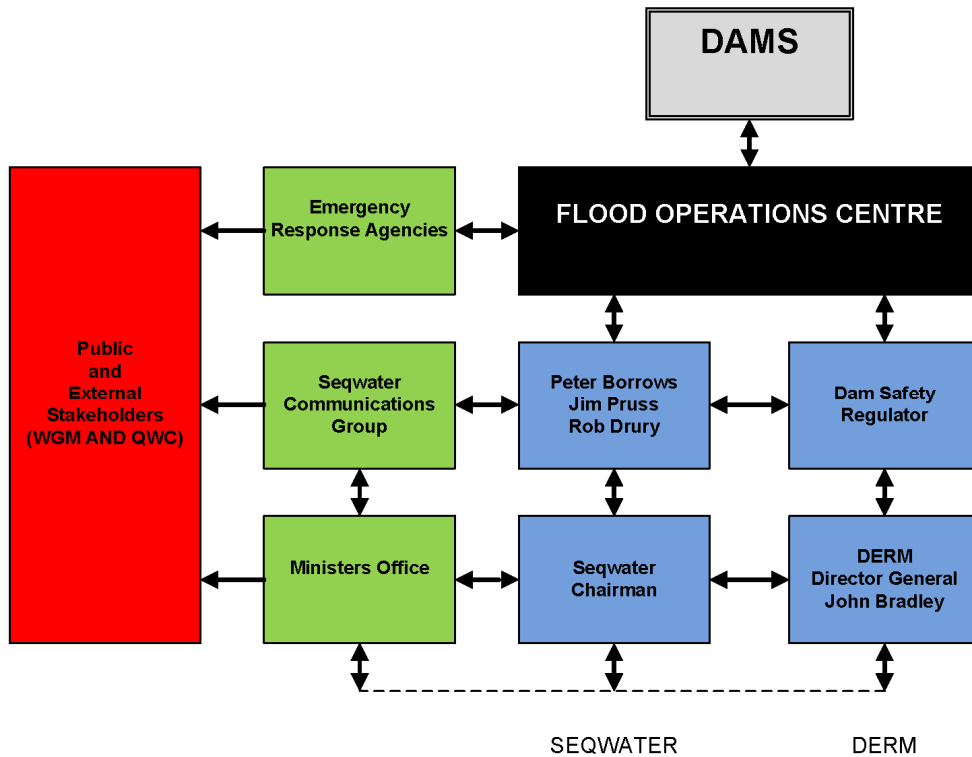 DAMS
FLOOD OPERATIONS CENTRE
Emergency
Response Agencies
Public
and
External
Stakeholders
(WGM AND QWC)
Seqwater
Communications
Group
Peter Borrows
Jim Pruss
Rob Drury
Dam Safety
Regulator
Ministers Office
Seqwater
Chairman
DERM
Director General
John Bradley
SEQWATER
DERM